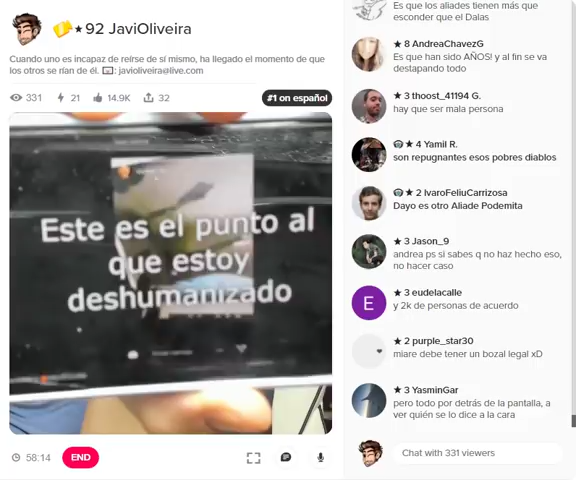 92 JaviOliveira
Cuando uno es incapaz de reírse de sí mismo, ha llegado el momento de que
los otros se rían de él. javioliveira@live.com
331 21 14.9K 32
#1 on español
Este es el punto al
que estoy
deshumanizado
58:14 END
Es que los aliades tienen más que
esconder que el Dalas
8 AndreaChavezG
Es que han sido AÑOS! y al fin se va
destapando todo
3 thoost_41194 G.
hay que ser mala persona
4 Yamil R.
son repugnantes esos pobres diablos
2 IvaroFeliuCarrizosa
Dayo es otro Aliade Podemita
3 Jason_9
andrea ps si sabes q no haz hecho eso,
no hacer caso
E
3 eudelacalle
y 2k de personas de acuerdo
2 purple_star30
miare debe tener un bozal legal xD
3 YasminGar
pero todo por detrás de la pantalla, a
ver quién se lo dice a la cara
Chat with 331 viewers